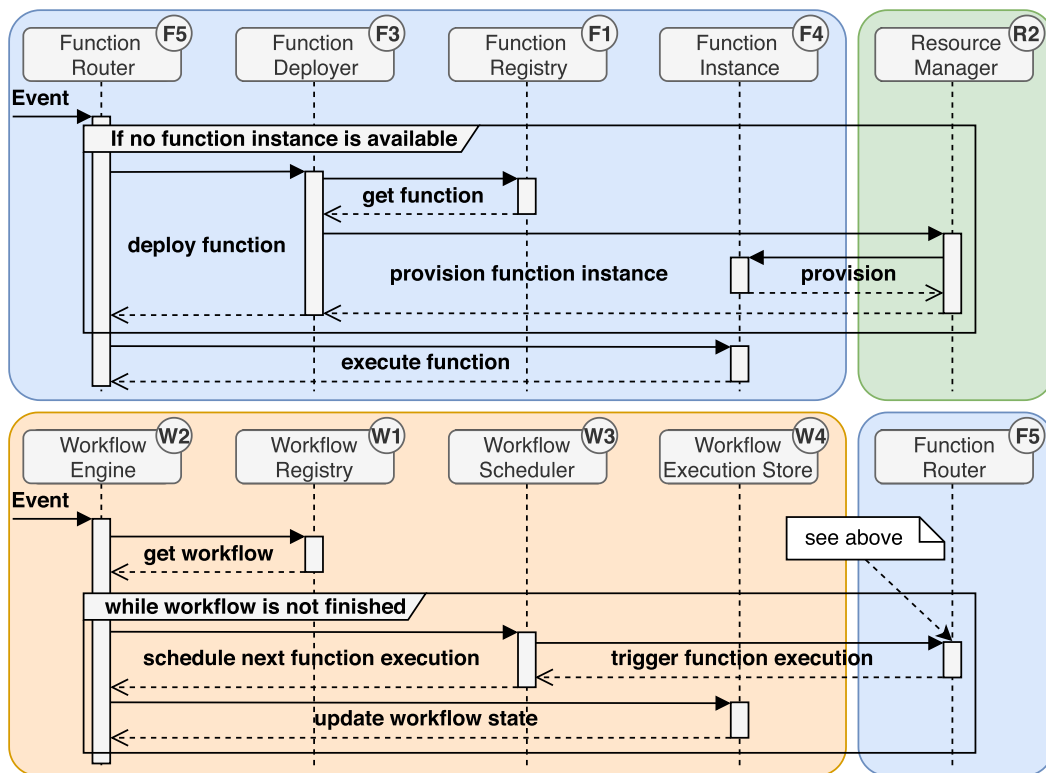 Function Router F5
Function Deployer F3
Function Registry F1
Function Instance F4
Resource Manager R2
Event
If no function instance is available
get function
deploy function
provision function instance
provision
execute function
Workflow Engine W2
Workflow Registry W1
Workflow Scheduler W3
Workflow Execution Store W4
Function Router F5
Event
see above
get workflow
while workflow is not finished
schedule next function execution
trigger function execution
update workflow state